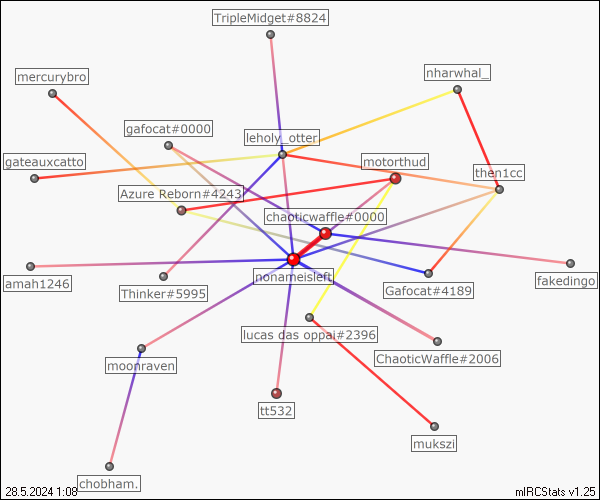 TripleMidget#8824
mercurybro
nharwhal_
gafocat#0000
leholy_otter
gateauxcatto
motorthud
then1cc
Azure Reborn#4243
chaoticwaffle#0000
amah1246
nonameisleft
fakedingo
Thinker#5995
Gafocat#4189
lucas das oppai#2396
moonraven
ChaoticWaffle#2006
tt532
mukszi
chobham.
28.5.2024 1:08
mIRCStats v1.25